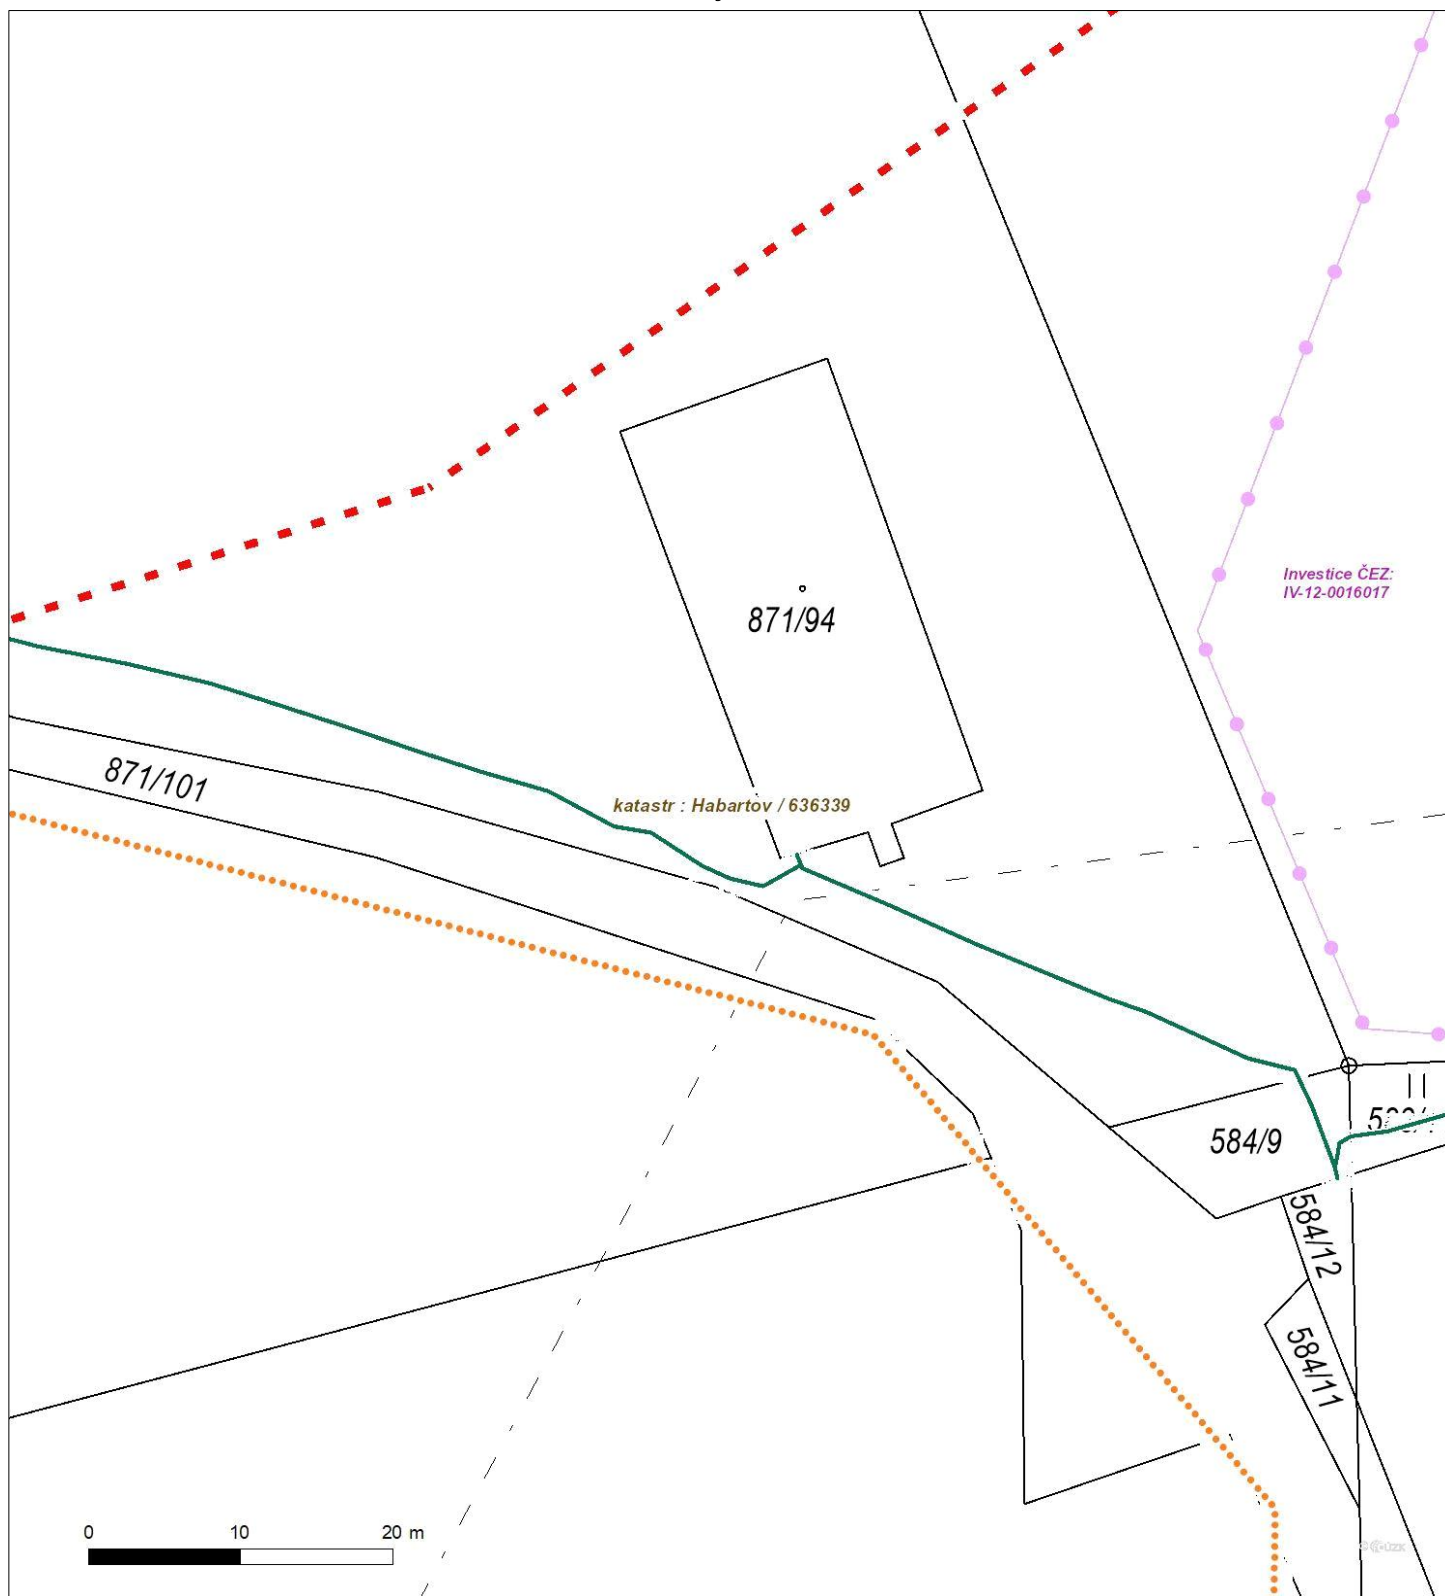 Investice ČEZ:
IV-12-0016017
871/94
871/101
katastr : Habartov / 636339
584/9
584/12
584/11
0 10 20 m